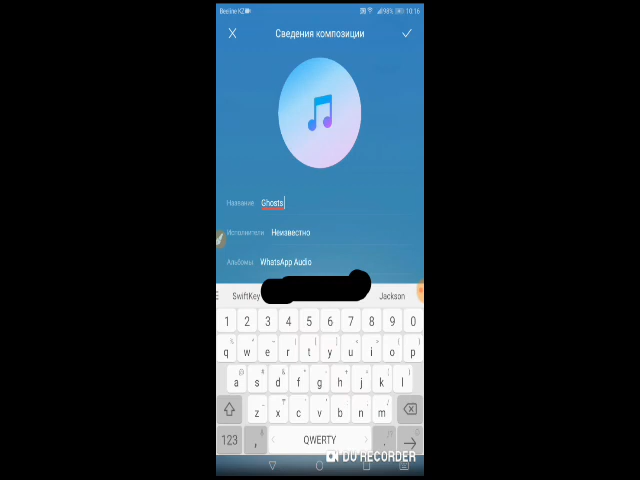 Beeline KZ 98% 10:16
Сведения композиции
Название Ghosts
Исполнители Неизвестно
Альбомы WhatsApp Audio
SwiftKey Jackson
1 2 3 4 5 6 7 8 9 0
q w e r t y u i o p
a s d f g h j k l
z x c v b n m
123 , QWERTY .
DU RECORDER